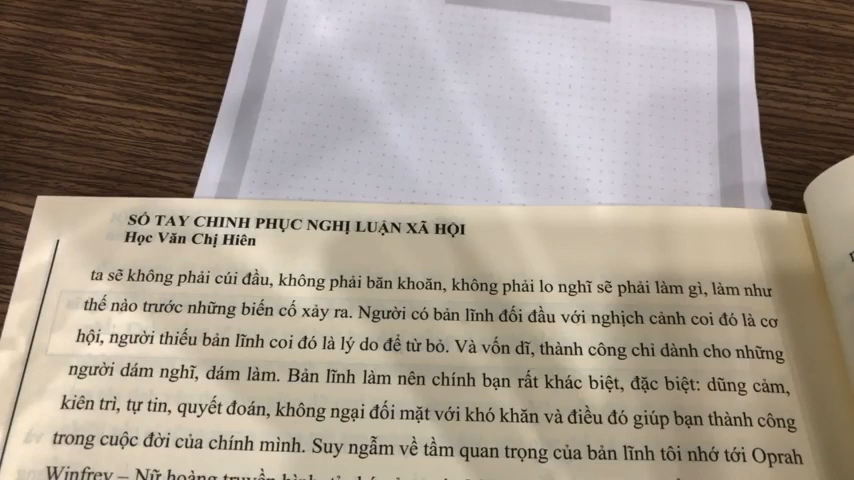 SỔ TAY CHINH PHỤC NGHỊ LUẬN XÃ HỘI
Học Văn Chị Hiên
ta sẽ không phải cúi đầu, không phải băn khoăn, không phải lo nghĩ sẽ phải làm gì, làm như
thế nào trước những biến cố xảy ra. Người có bản lĩnh đối đầu với nghịch cảnh coi đó là cơ
hội, người thiếu bản lĩnh coi đó là lý do để từ bỏ. Và vốn dĩ, thành công chỉ dành cho những
người dám nghĩ, dám làm. Bản lĩnh làm nên chính bạn rất khác biệt, đặc biệt: dũng cảm,
kiên trì, tự tin, quyết đoán, không ngại đối mặt với khó khăn và điều đó giúp bạn thành công
trong cuộc đời của chính mình. Suy ngẫm về tầm quan trọng của bản lĩnh tôi nhớ tới Oprah
Winfrey – Nữ hoàng truyền hình